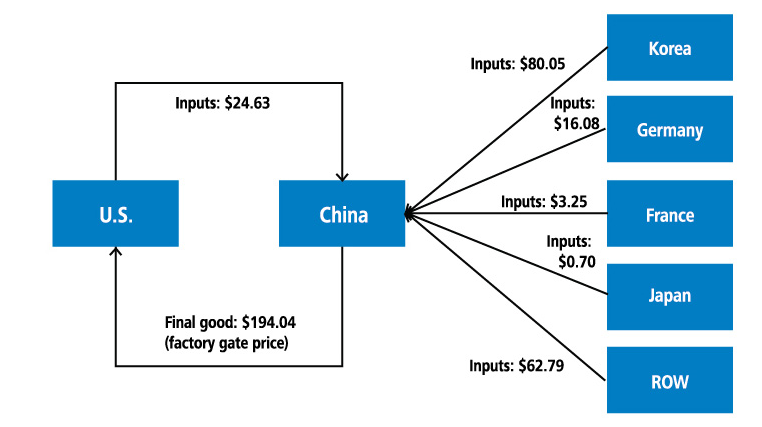 Korea
Inputs: $80.05
Inputs: $24.63
Inputs:
$16.08
Germany
U.S.
China
Inputs: $3.25
France
Inputs:
$0.70
Japan
Final good: $194.04
(factory gate price)
Inputs: $62.79
ROW